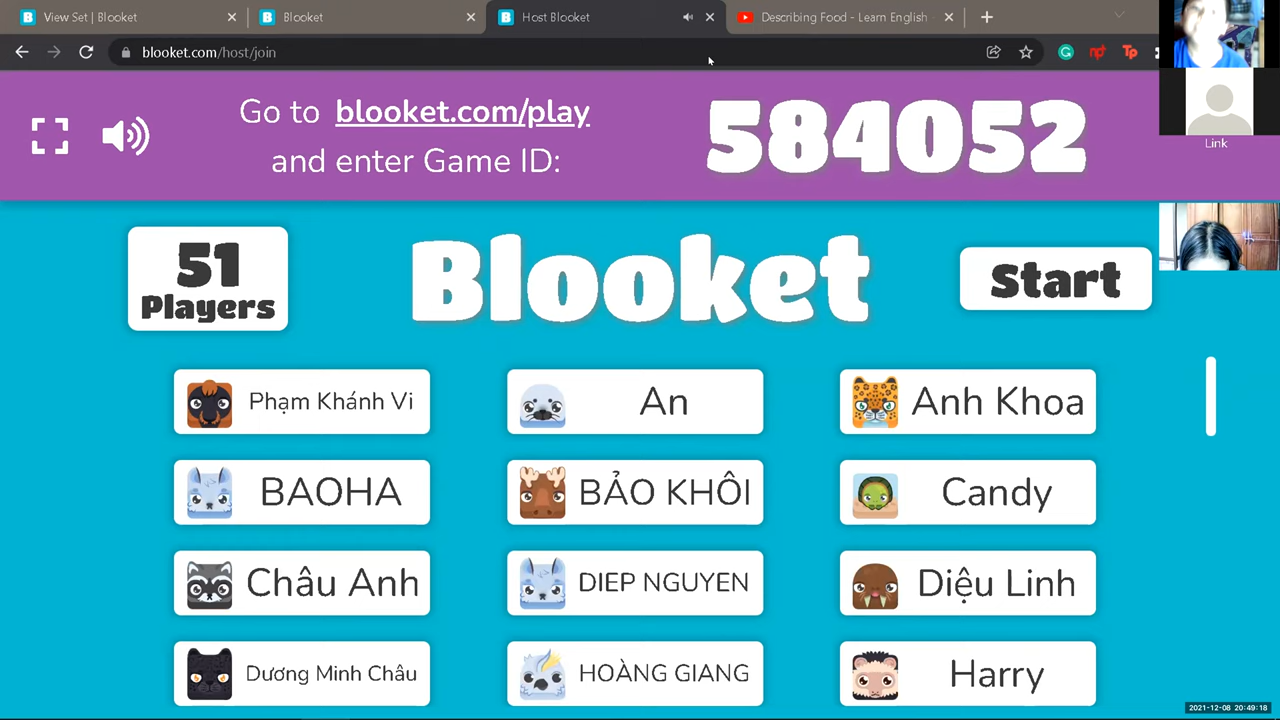 View Set | Blooket
Blooket
Host Blooket
Describing Food - Learn English
blooket.com/host/join
Go to blooket.com/play
and enter Game ID:
584052
Link
51
Players
Blooket
Start
Phạm Khánh Vi
An
Anh Khoa
BAOHA
BẢO KHÔI
Candy
Châu Anh
DIEP NGUYEN
Diệu Linh
Dương Minh Châu
HOÀNG GIANG
Harry
2021-12-08 20:49:18